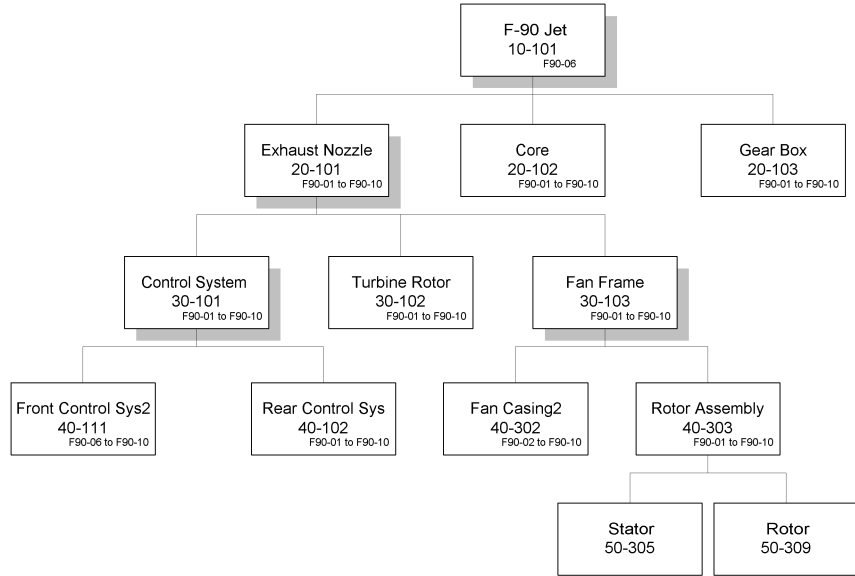 F-90 Jet
10-101
F90-06
Exhaust Nozzle
20-101
F90-01 to F90-10
Core
20-102
F90-01 to F90-10
Gear Box
20-103
F90-01 to F90-10
Control System
30-101
F90-01 to F90-10
Turbine Rotor
30-102
F90-01 to F90-10
Fan Frame
30-103
F90-01 to F90-10
Front Control Sys2
40-111
F90-06 to F90-10
Rear Control Sys
40-102
F90-01 to F90-10
Fan Casing2
40-302
F90-02 to F90-10
Rotor Assembly
40-303
F90-01 to F90-10
Stator
50-305
Rotor
50-309